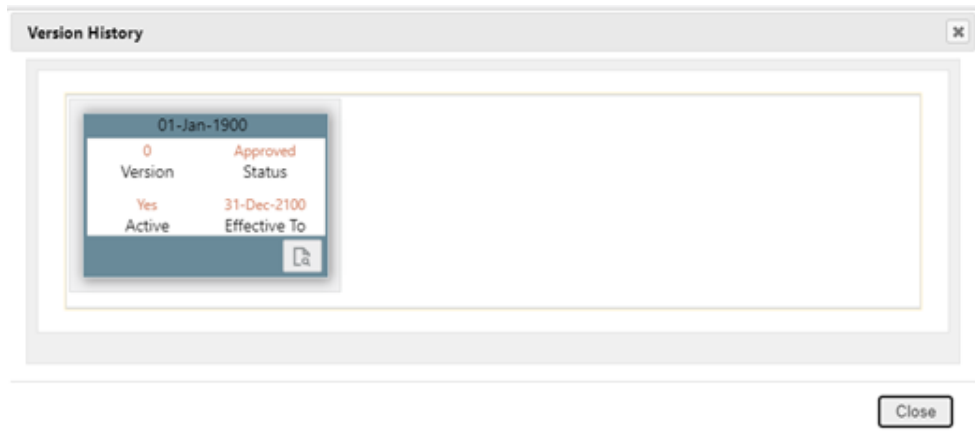 Version History
01-Jan-1900
0 Approved
Version Status
Yes 31-Dec-2100
Active Effective To
Close